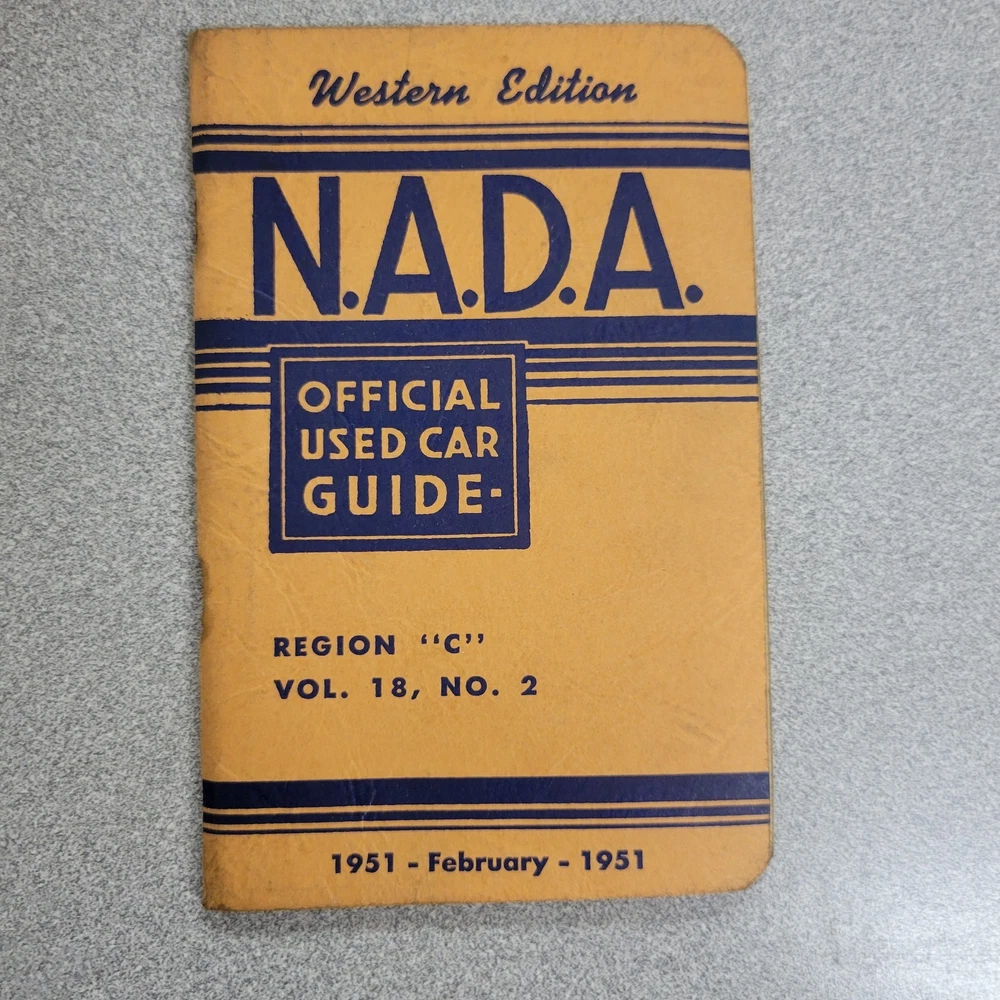 Western Edition
N.A.D.A.
OFFICIAL
USED CAR
GUIDE-
REGION “C”
VOL. 18, NO. 2
1951 - February - 1951